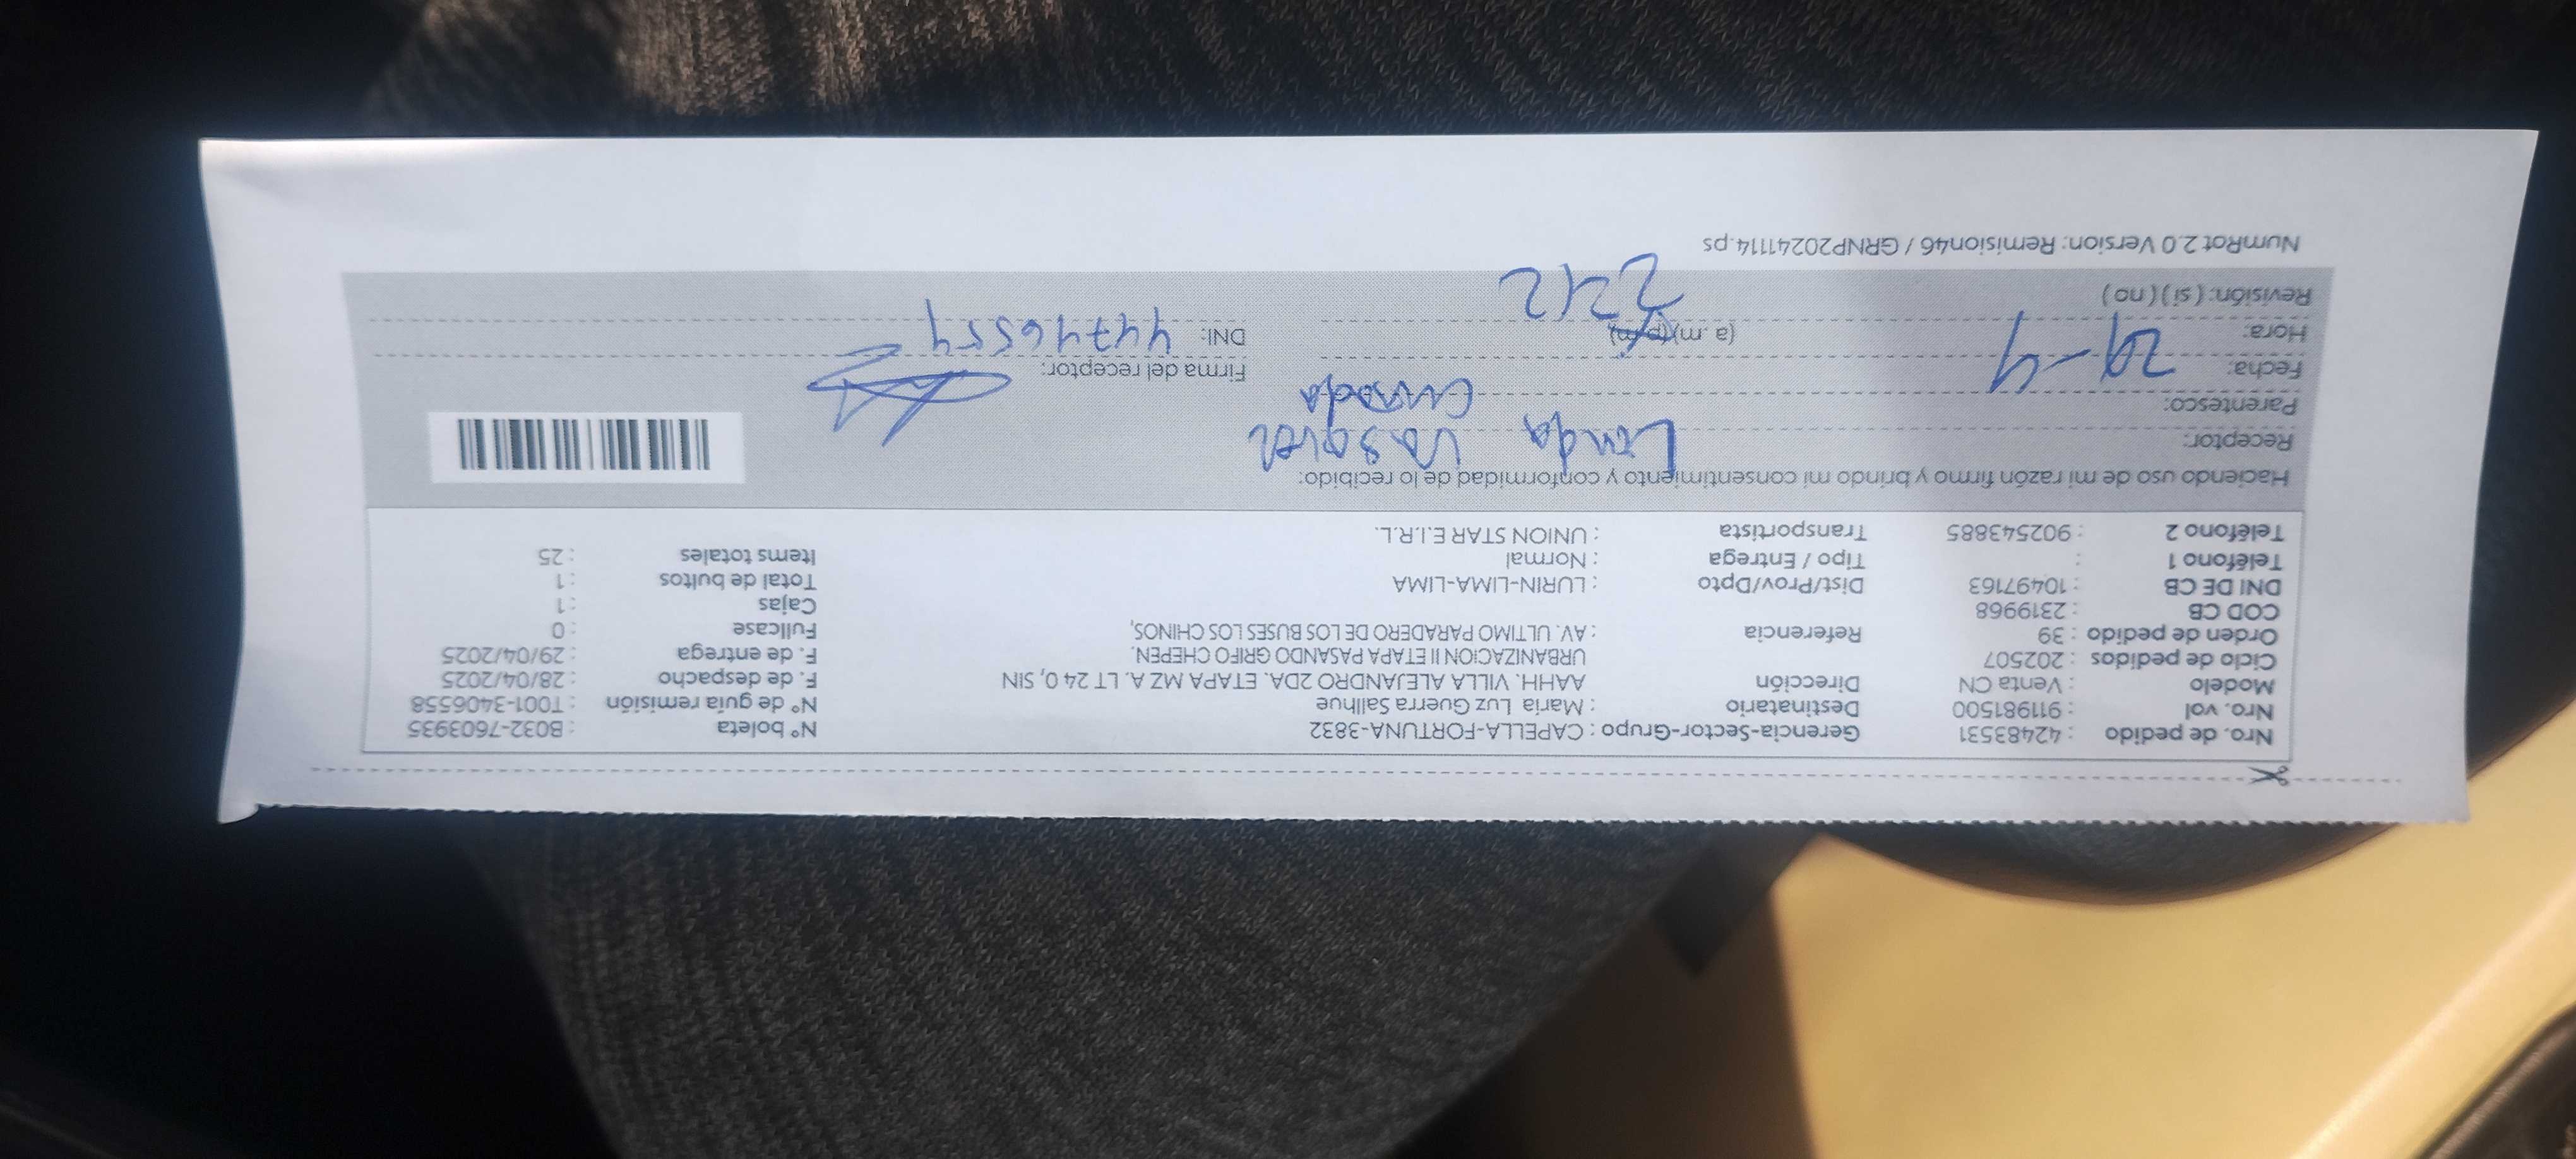 Nro. de pedido : 42483531 Gerencia-Sector-Grupo : CAPELLA-FORTUNA-3832 N° boleta : B032-7603935
Nro. vol : 911981500 Destinatario : Maria Luz Guerra Sallhue N° de guía remisión : T001-3406558
Modelo : Venta CN Dirección AAHH. VILLA ALEJANDRO 2DA. ETAPA MZ A. LT 24 0, SIN F. de despacho : 28/04/2025
Ciclo de pedidos : 202507 URBANIZACION II ETAPA PASANDO GRIFO CHEPEN. F. de entrega : 29/04/2025
Orden de pedido : 39 Referencia : AV. ULTIMO PARADERO DE LOS BUSES LOS CHINOS, Fullcase : 0
COD CB : 2319968 Cajas : 1
DNI DE CB : 10497163 Dist/Prov/Dpto : LURIN-LIMA-LIMA Total de bultos : 1
Teléfono 1 : Tipo / Entrega : Normal Items totales : 25
Teléfono 2 : 902543885 Transportista : UNION STAR E.I.R.L.
Haciendo uso de mi razón firmo y brindo mi consentimiento y conformidad de lo recibido:
Receptor: Linda Vasquez
Parentesco:
Fecha: 29-4 Firma del receptor:
Hora: (a. m)(p. m) DNI: 44746554
Revisión: (si) (no)
NumRot 2.0 Version: Remision46 / GRNP20241114.ps